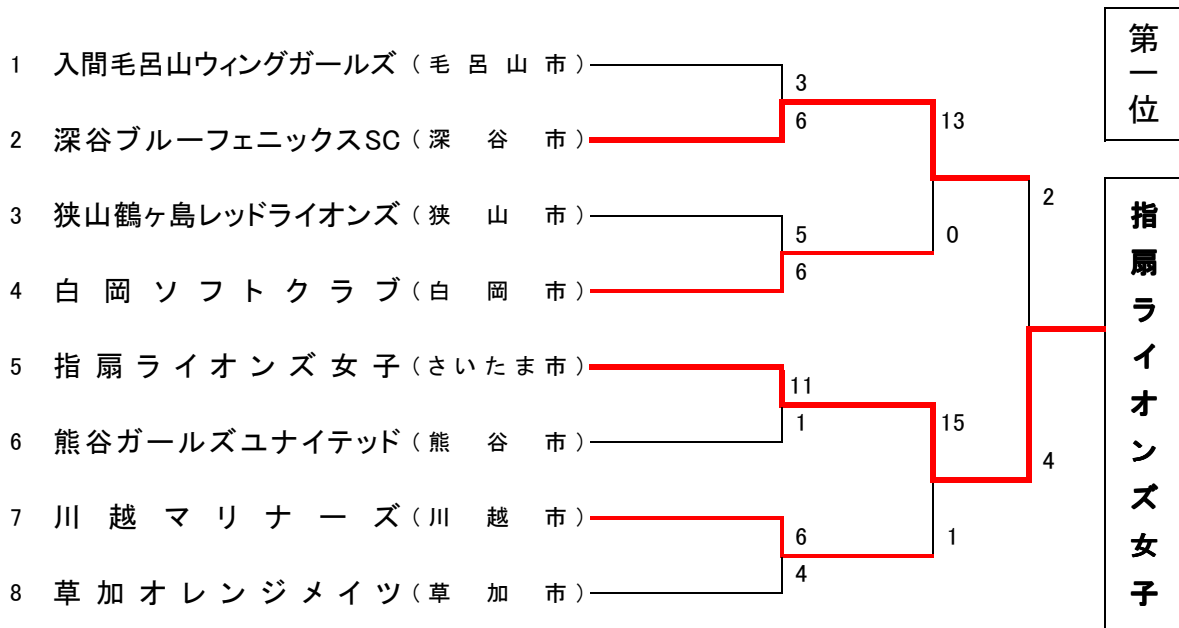 1 入間毛呂山ウィングガールズ（毛呂山市）
2 深谷ブルーフェニックスSC（深谷市）
3 狭山鶴ヶ島レッドライオンズ（狭山市）
4 白岡ソフトクラブ（白岡市）
5 指扇ライオンズ女子（さいたま市）
6 熊谷ガールズユナイテッド（熊谷市）
7 川越マリナーズ（川越市）
8 草加オレンジメイツ（草加市）
3
6
5
6
11
1
6
4
13
0
15
1
2
4
第一位
指扇ライオンズ女子